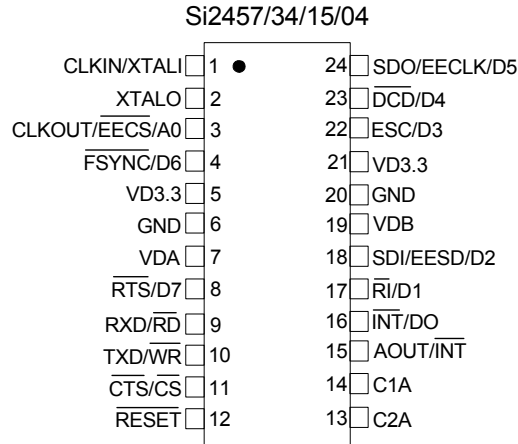 Si2457/34/15/04
CLKIN/XTALI 1 24 SDO/EECLK/D5
XTALO 2 23 DCD/D4
CLKOUT/EECS/A0 3 22 ESC/D3
FSYNC/D6 4 21 VD3.3
VD3.3 5 20 GND
GND 6 19 VDB
VDA 7 18 SDI/EESD/D2
RTS/D7 8 17 RI/D1
RXD/RD 9 16 INT/DO
TXD/WR 10 15 AOUT/INT
CTS/CS 11 14 C1A
RESET 12 13 C2A